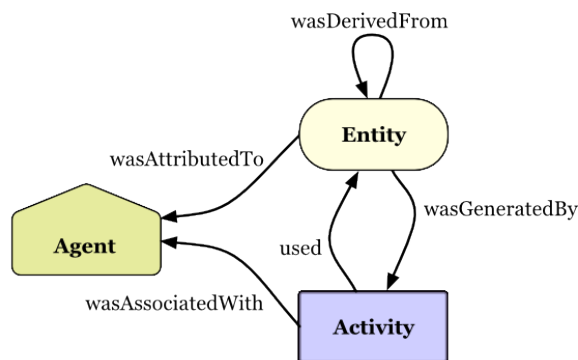 wasDerivedFrom
Entity
wasAttributedTo
wasGeneratedBy
Agent
used
wasAssociatedWith
Activity